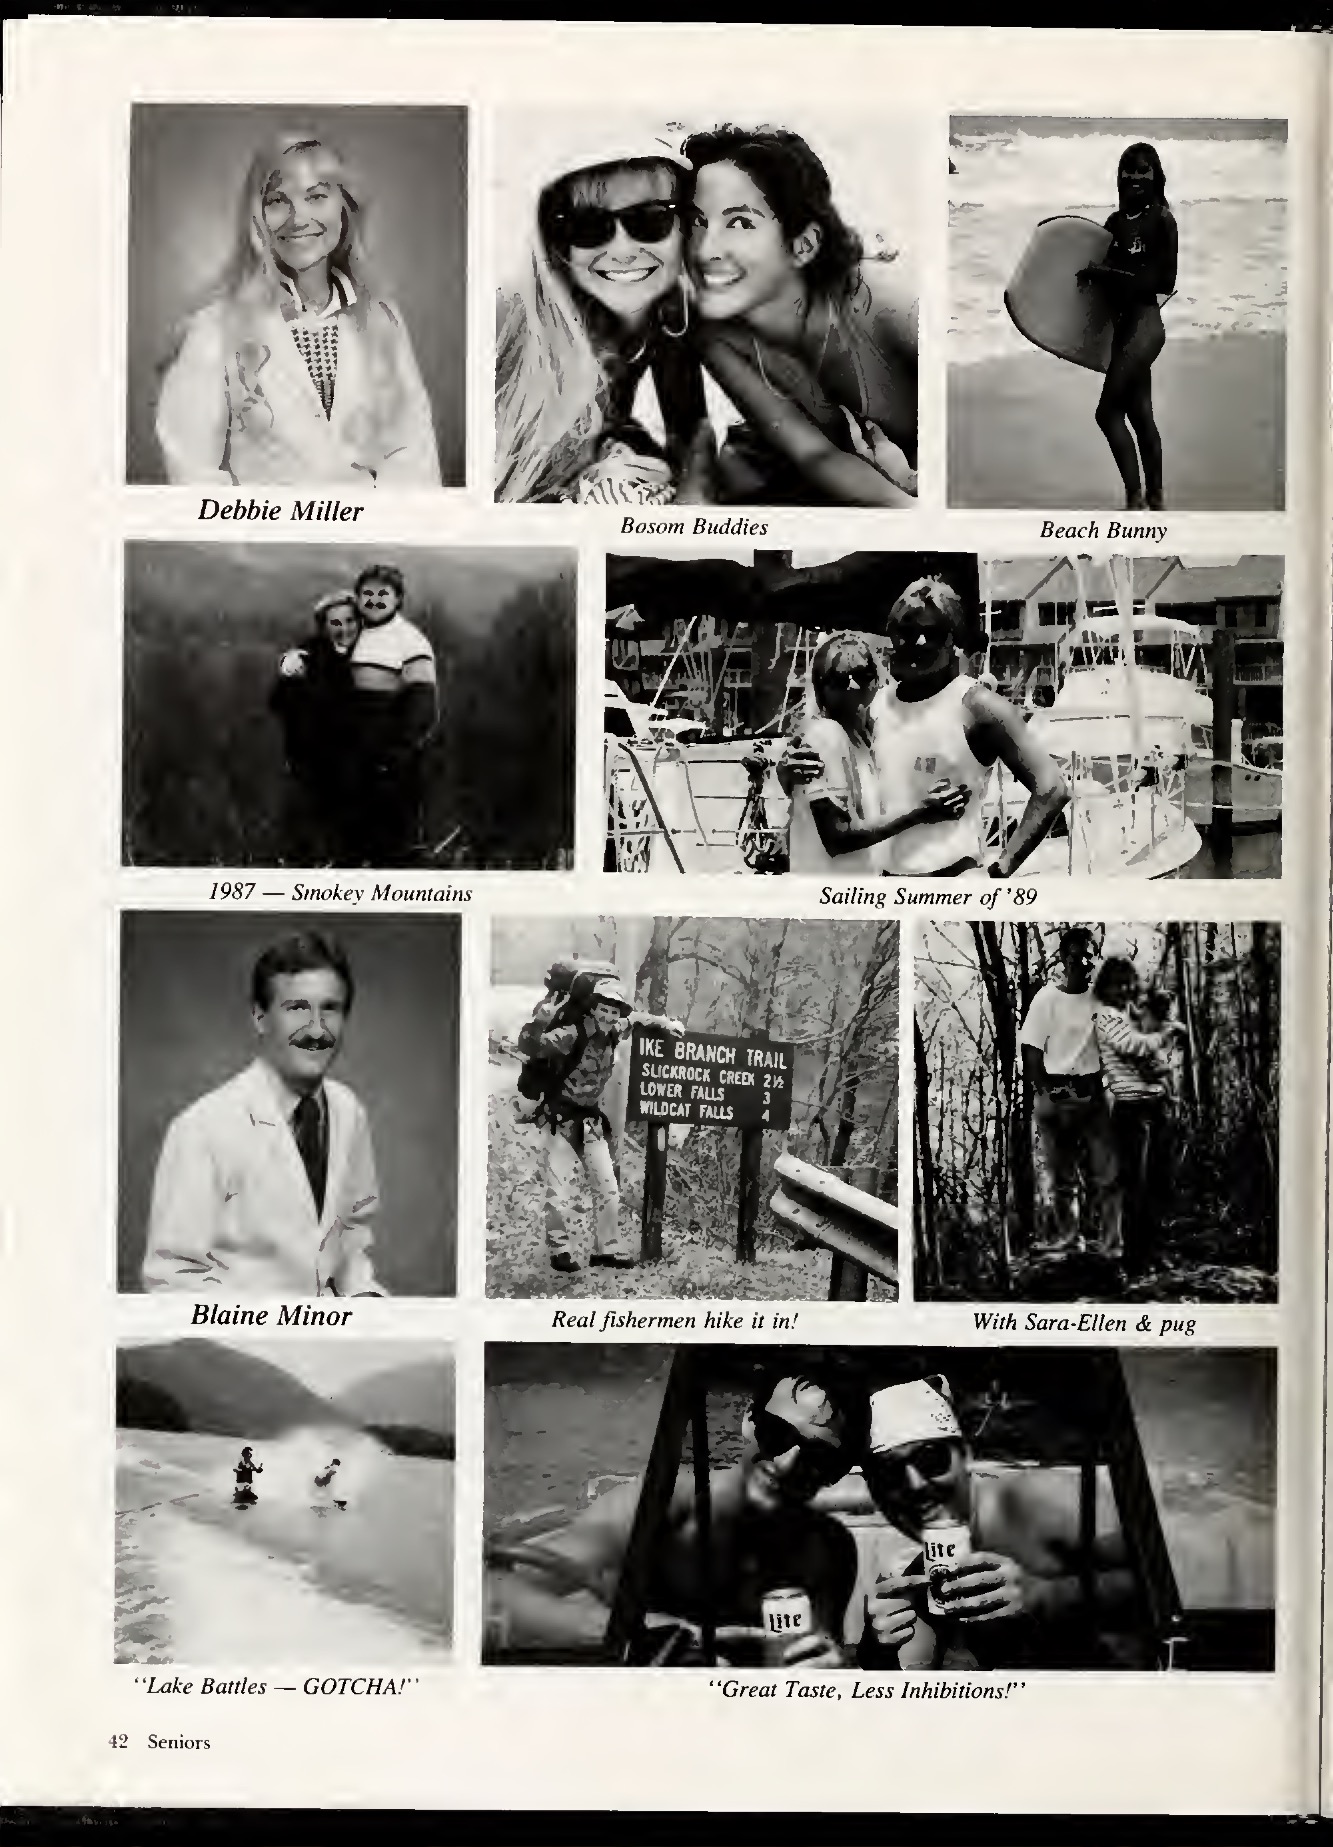 Debbie Miller
Bosom Buddies
Beach Bunny
1987 — Smokey Mountains
Sailing Summer of '89
IKE BRANCH TRAIL
SLICKROCK CREEK 2½
LOWER FALLS 3
WILDCAT FALLS 4
Blaine Minor
Real fishermen hike it in!
With Sara-Ellen & pug
Lite
Lite
"Lake Battles — GOTCHA!"
"Great Taste, Less Inhibitions!"
42 Seniors